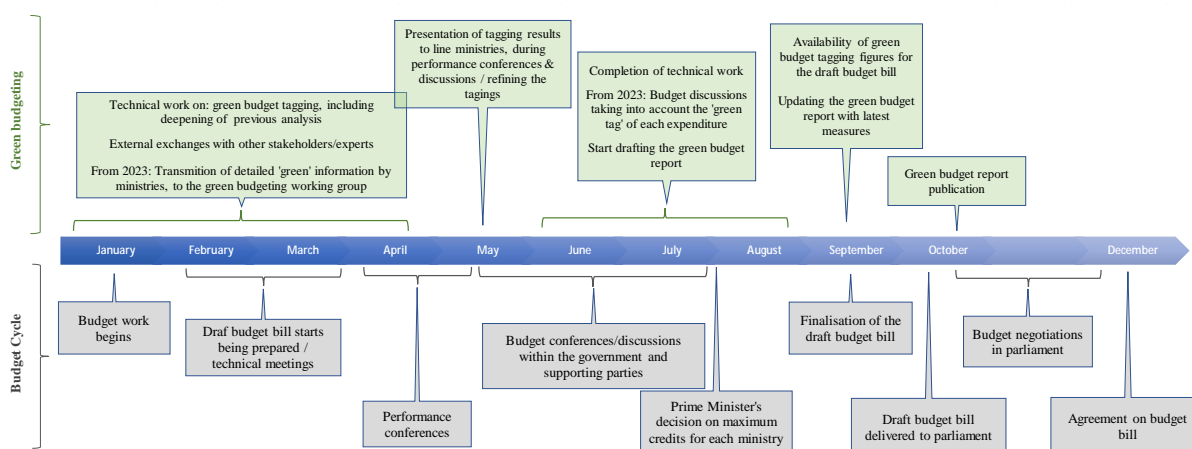 Green budgeting
Technical work on: green budget tagging, including
deepening of previous analysis
External exchanges with other stakeholders/experts
From 2023: Transmition of detailed 'green' information by
ministries, to the green budgeting working group
Presentation of tagging results
to line ministries, during
performance conferences &
discussions / refining the
tagings
Completion of technical work
From 2023: Budget discussions
taking into account the 'green
tag' of each expenditure
Start drafting the green budget
report
Availability of green
budget tagging figures for
the draft budget bill
Updating the green budget
report with latest
measures
Green budget report
publication
January
February
March
April
May
June
July
August
September
October
December
Budget Cycle
Budget work
begins
Draf budget bill starts
being prepared /
technical meetings
Performance
conferences
Budget conferences/discussions
within the government and
supporting parties
Prime Minister's
decision on maximum
credits for each ministry
Finalisation of the
draft budget bill
Draft budget bill
delivered to parliament
Budget negotiations
in parliament
Agreement on budget
bill